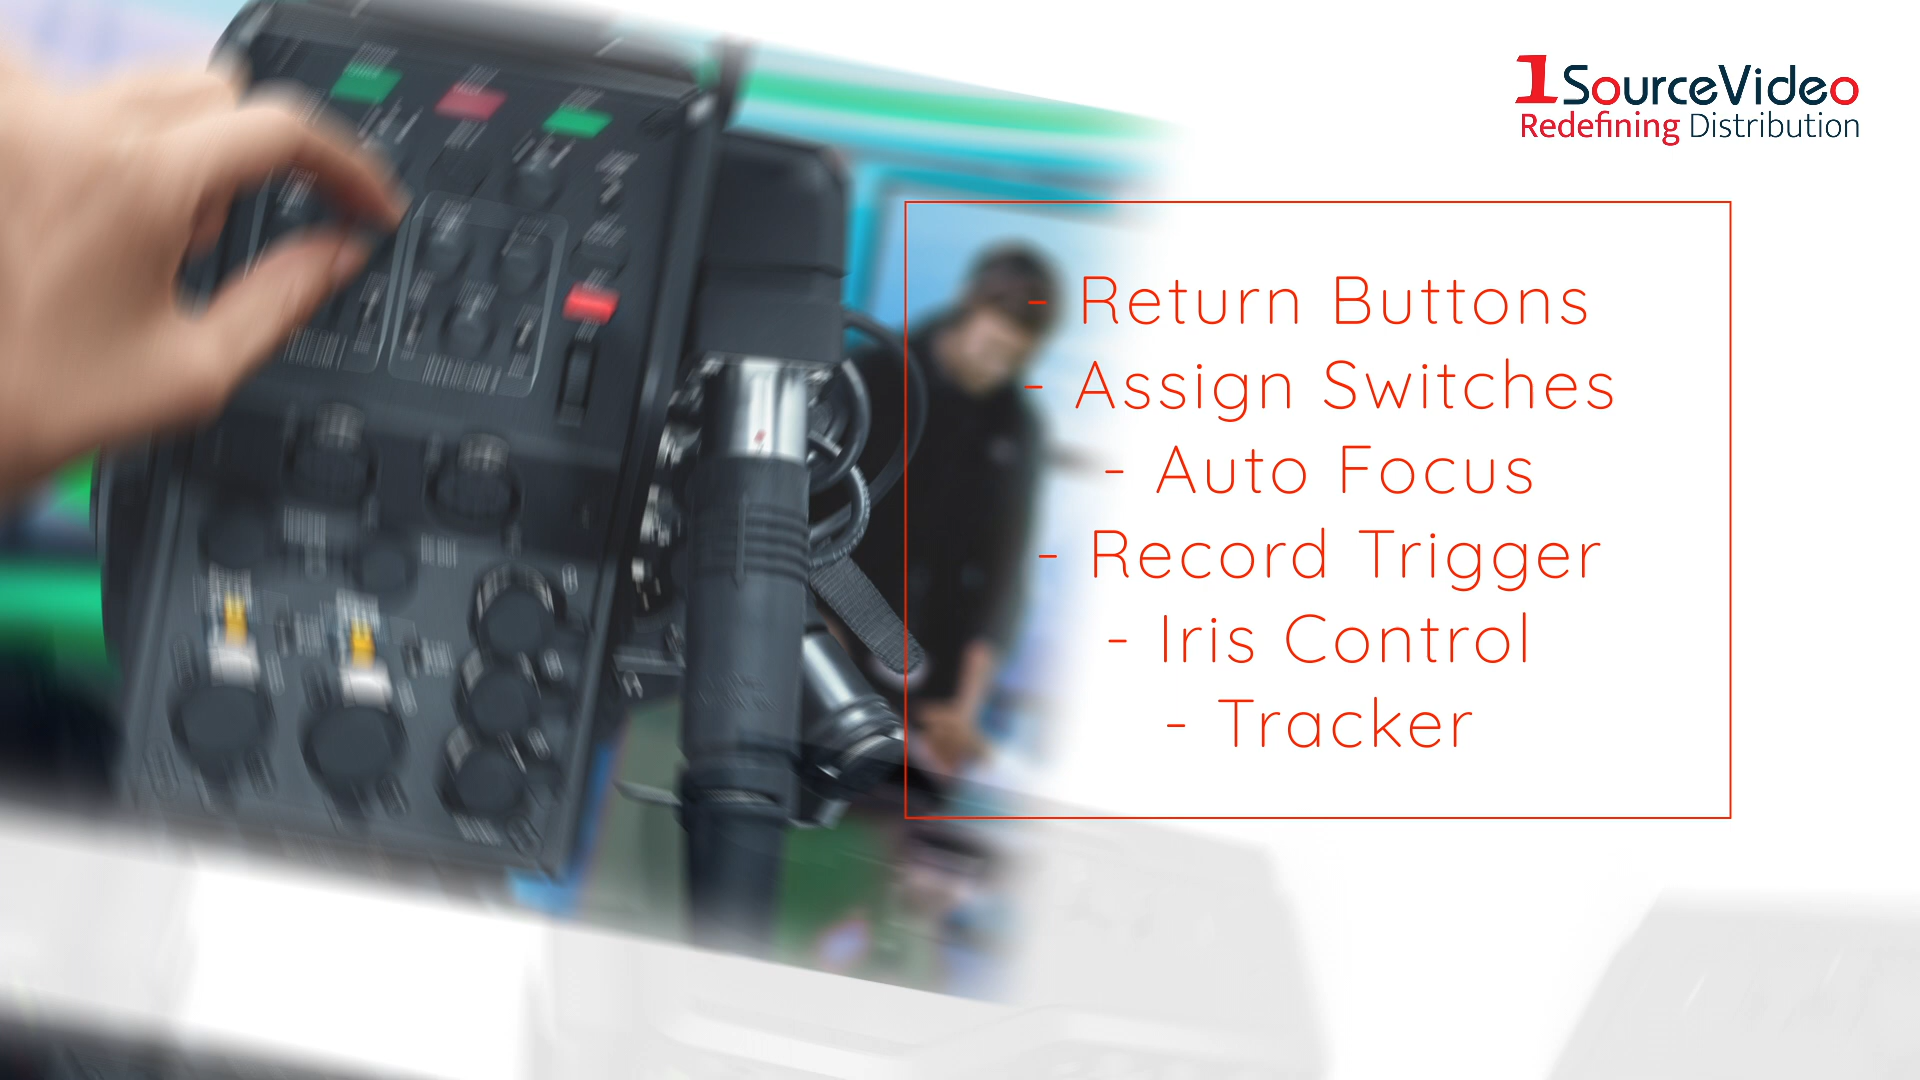 1SourceVideo
Redefining Distribution
- Return Buttons
- Assign Switches
- Auto Focus
- Record Trigger
- Iris Control
- Tracker